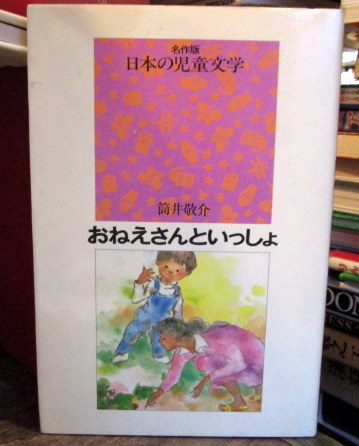 名作版
日本の児童文学
筒井敬介
おねえさんといっしょ